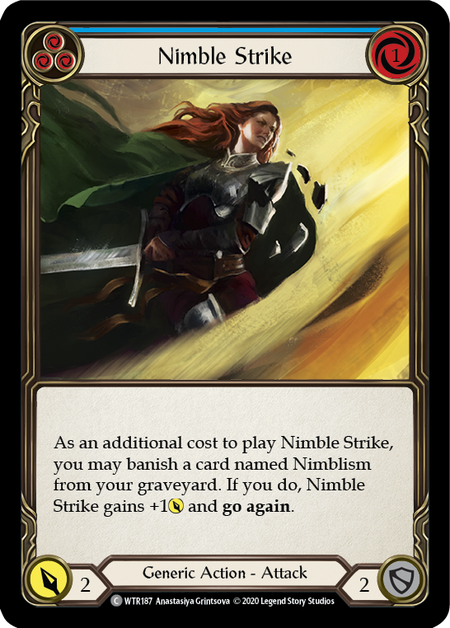 Nimble Strike
1
As an additional cost to play Nimble Strike,
you may banish a card named Nimblism
from your graveyard. If you do, Nimble
Strike gains +1 and go again.
2
Generic Action - Attack
2
C WTR187 Anastasiya Grintsova © 2020 Legend Story Studios